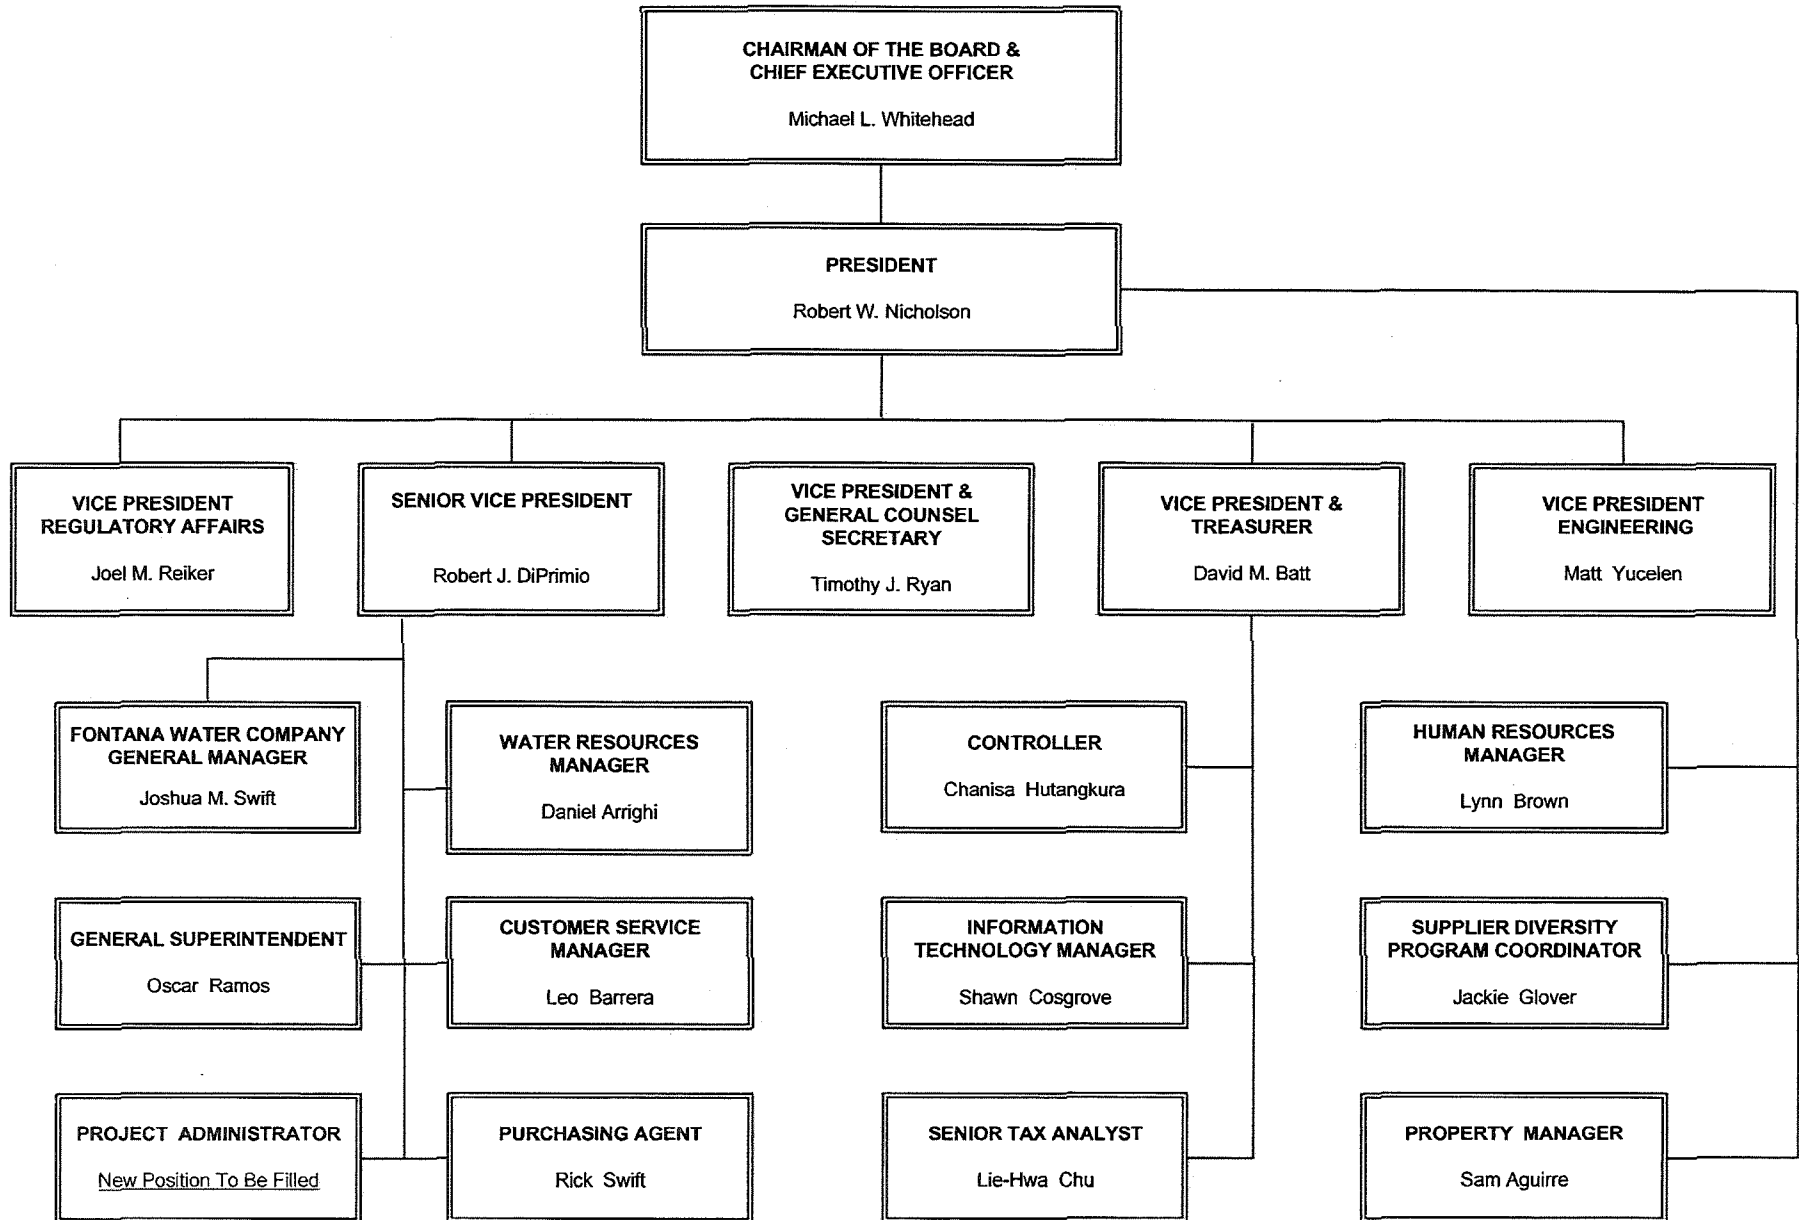 CHAIRMAN OF THE BOARD &
CHIEF EXECUTIVE OFFICER
Michael L. Whitehead
PRESIDENT
Robert W. Nicholson
VICE PRESIDENT
REGULATORY AFFAIRS
Joel M. Reiker
SENIOR VICE PRESIDENT
Robert J. DiPrimio
VICE PRESIDENT &
GENERAL COUNSEL
SECRETARY
Timothy J. Ryan
VICE PRESIDENT &
TREASURER
David M. Batt
VICE PRESIDENT
ENGINEERING
Matt Yucelen
FONTANA WATER COMPANY
GENERAL MANAGER
Joshua M. Swift
WATER RESOURCES
MANAGER
Daniel Arrighi
CONTROLLER
Chanisa Hutangkura
HUMAN RESOURCES
MANAGER
Lynn Brown
GENERAL SUPERINTENDENT
Oscar Ramos
CUSTOMER SERVICE
MANAGER
Leo Barrera
INFORMATION
TECHNOLOGY MANAGER
Shawn Cosgrove
SUPPLIER DIVERSITY
PROGRAM COORDINATOR
Jackie Glover
PROJECT ADMINISTRATOR
New Position To Be Filled
PURCHASING AGENT
Rick Swift
SENIOR TAX ANALYST
Lie-Hwa Chu
PROPERTY MANAGER
Sam Aguirre